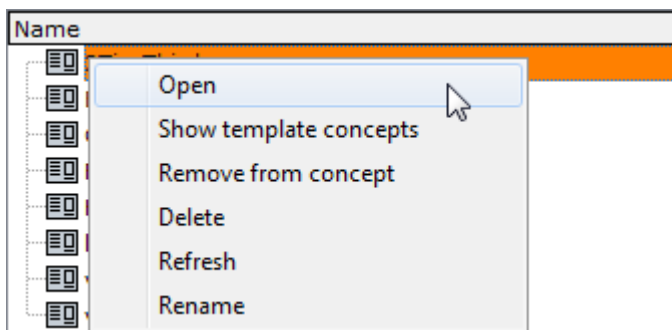 Name
Open
Show template concepts
Remove from concept
Delete
Refresh
Rename